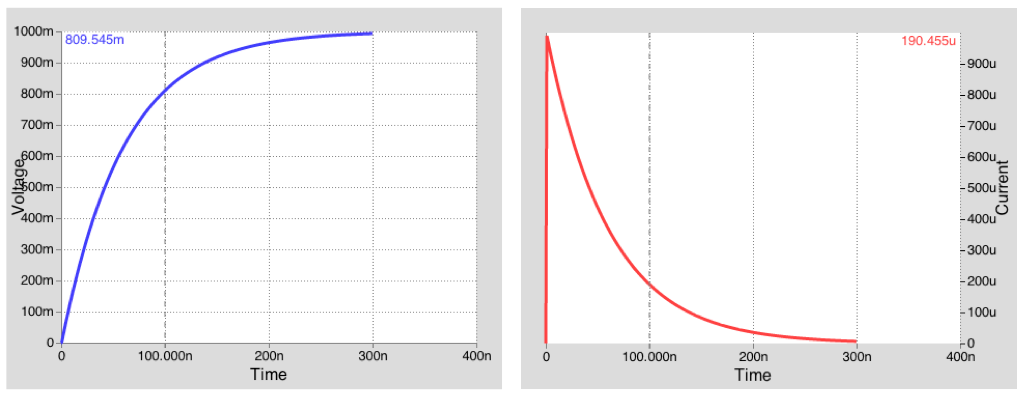 1000m
809.545m
900m
800m
700m
600m
500m
400m
300m
200m
100m
0
Voltage
0
100.000n
200n
300n
400n
Time
190.455u
900u
800u
700u
600u
500u
400u
300u
200u
100u
0
Current
0
100.000n
200n
300n
400n
Time